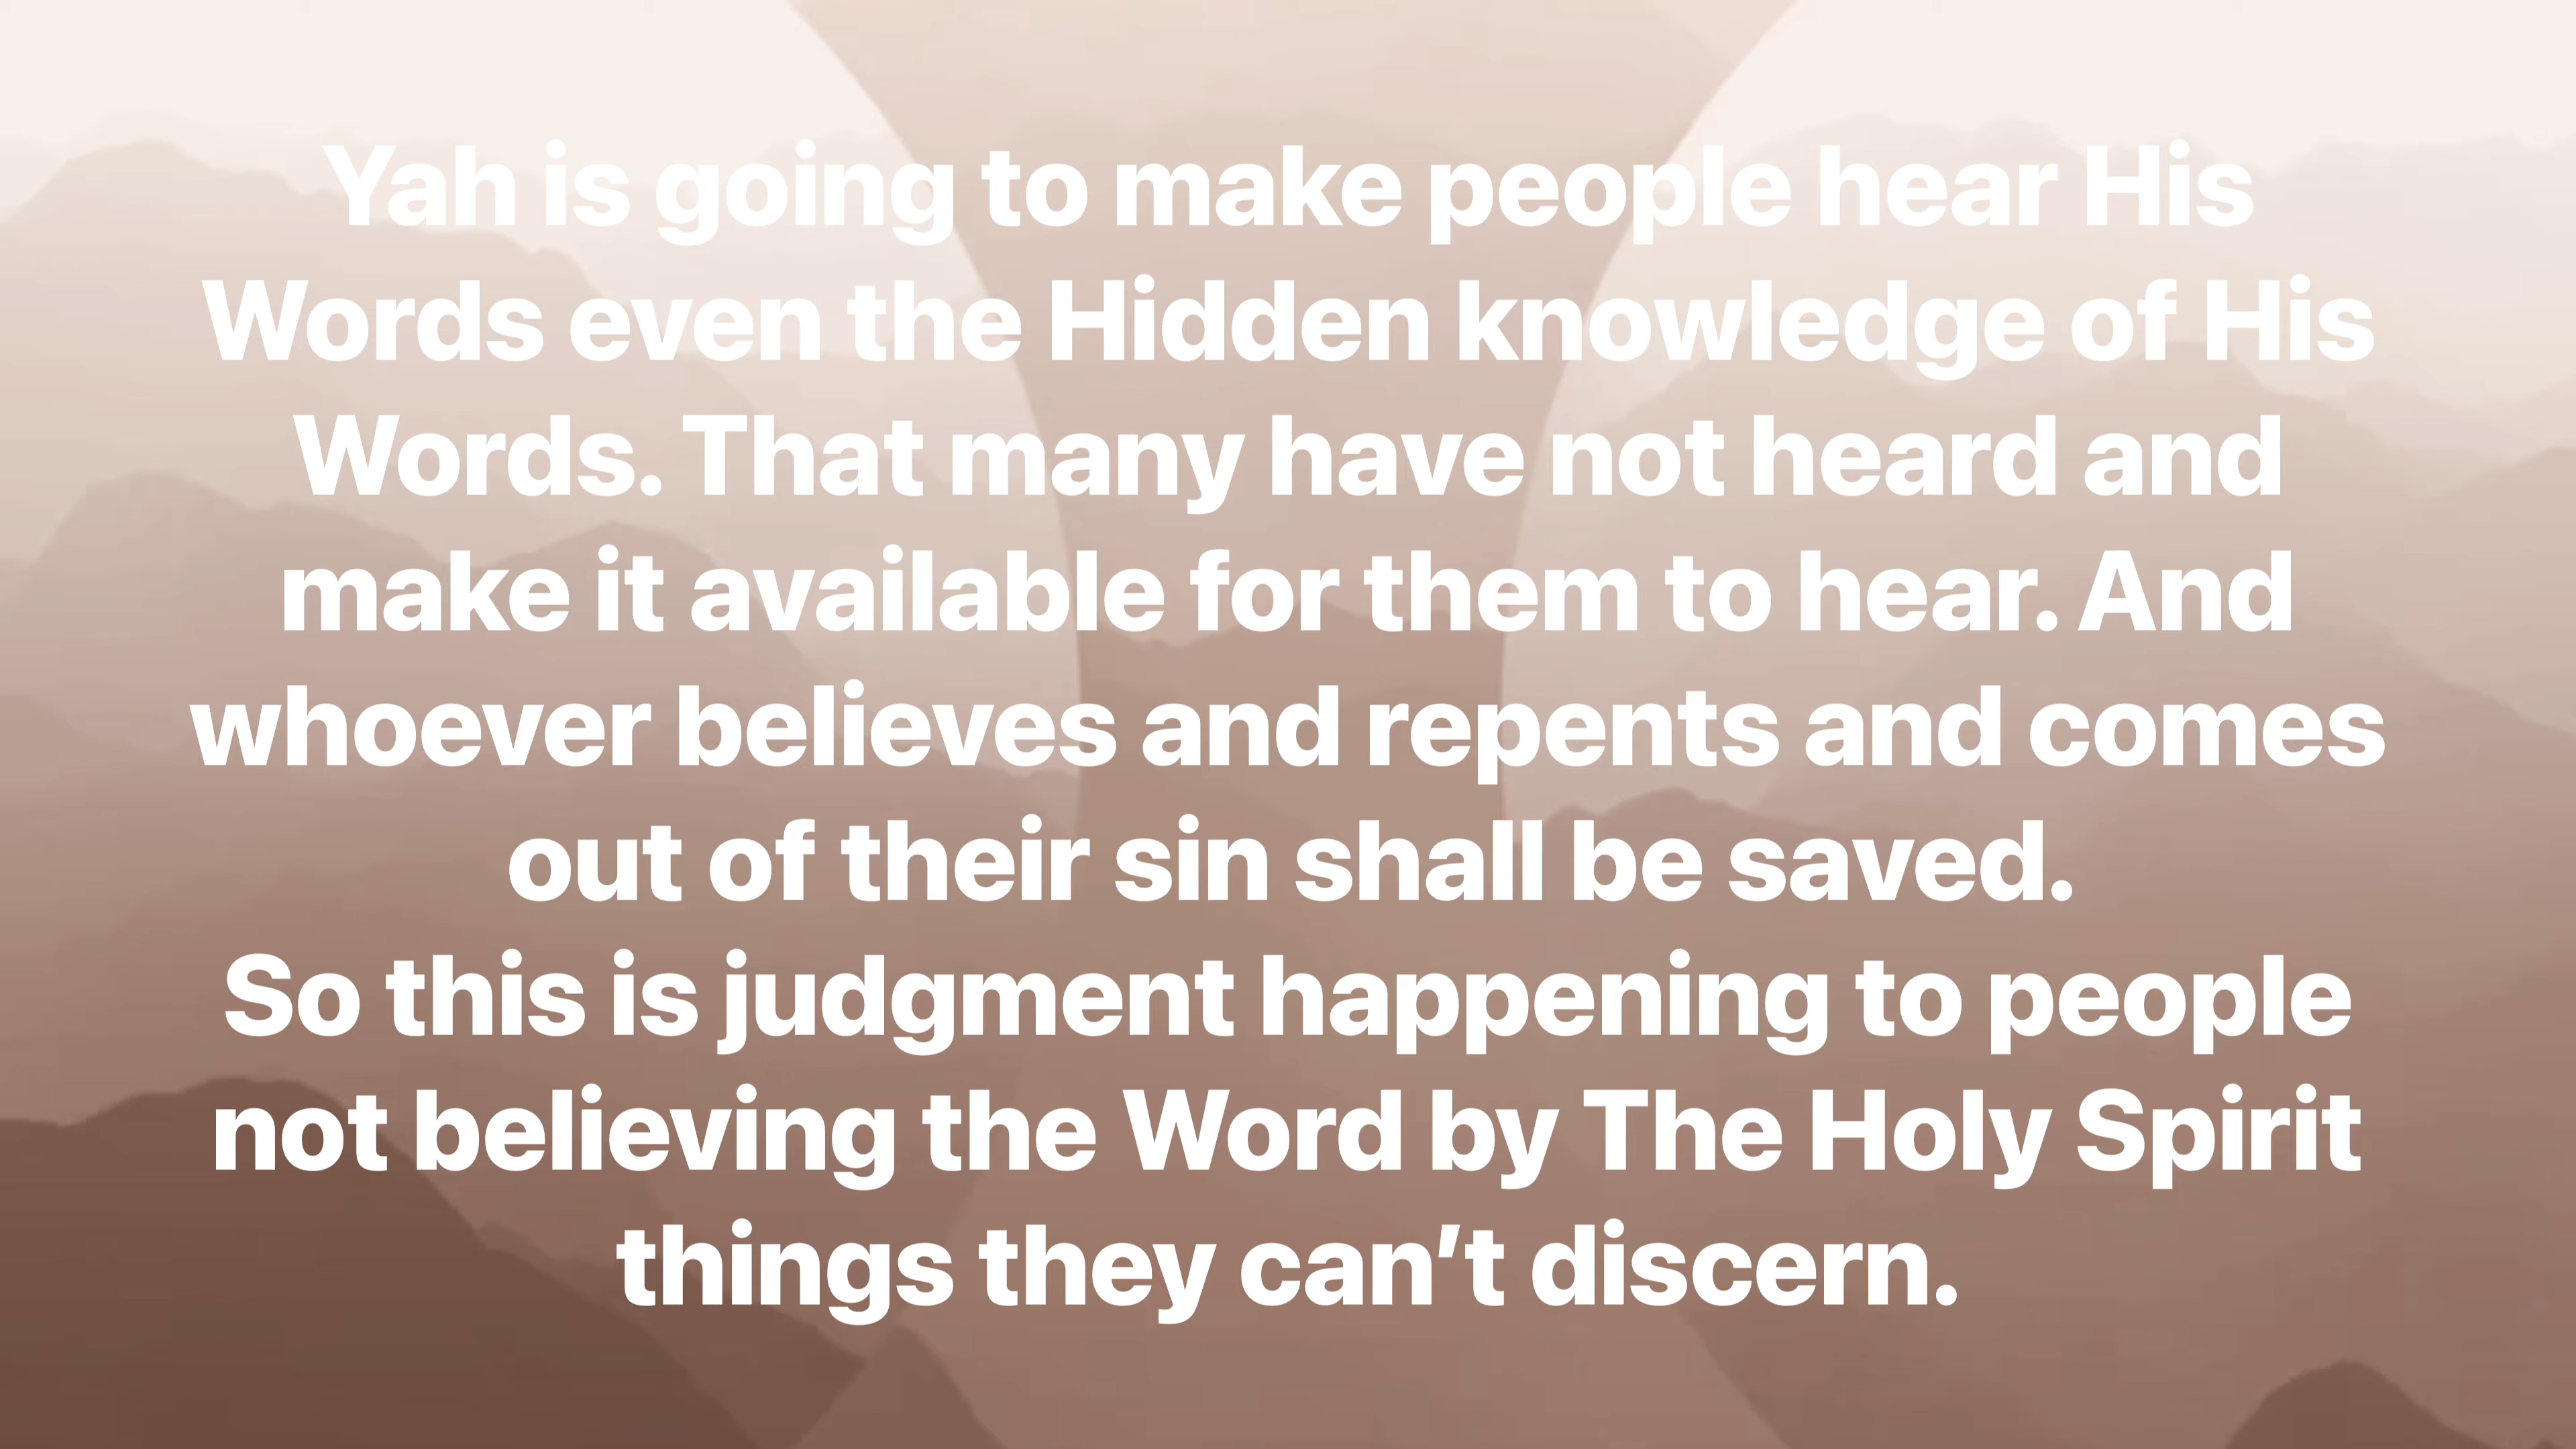 Yah is going to make people hear His
Words even the Hidden knowledge of His
Words. That many have not heard and
make it available for them to hear. And
whoever believes and repents and comes
out of their sin shall be saved.
So this is judgment happening to people
not believing the Word by The Holy Spirit
things they can’t discern.